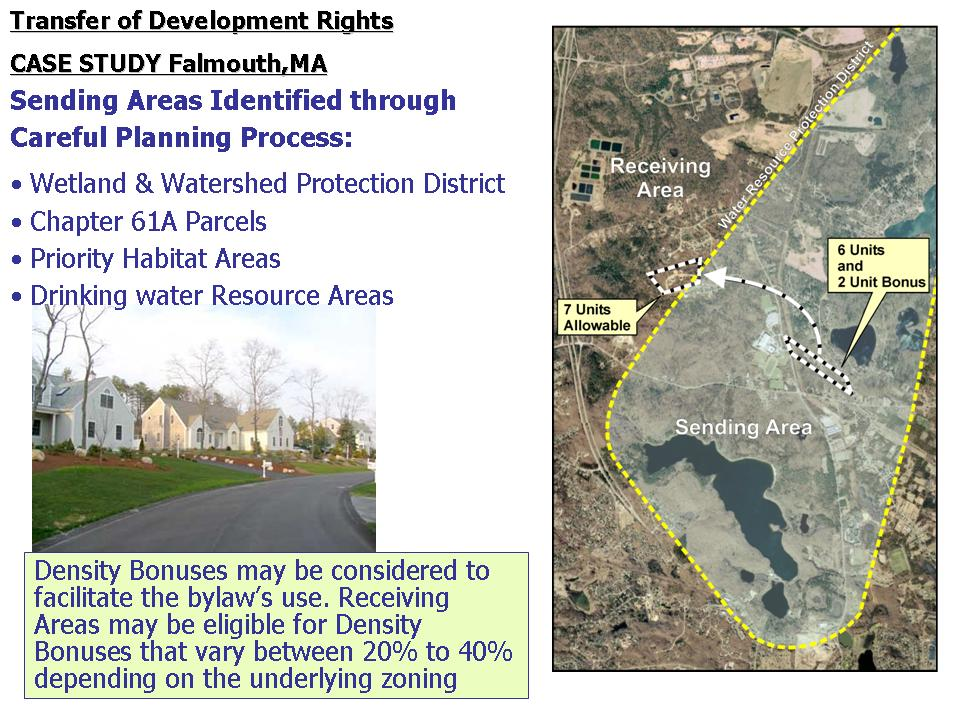 Transfer of Development Rights
CASE STUDY Falmouth,MA
Sending Areas Identified through
Careful Planning Process:
• Wetland & Watershed Protection District
• Chapter 61A Parcels
• Priority Habitat Areas
• Drinking water Resource Areas
Density Bonuses may be considered to
facilitate the bylaw's use. Receiving
Areas may be eligible for Density
Bonuses that vary between 20% to 40%
depending on the underlying zoning
Water Resource Protection District
Receiving
Area
6 Units
and
2 Unit Bonus
7 Units
Allowable
Sending Area